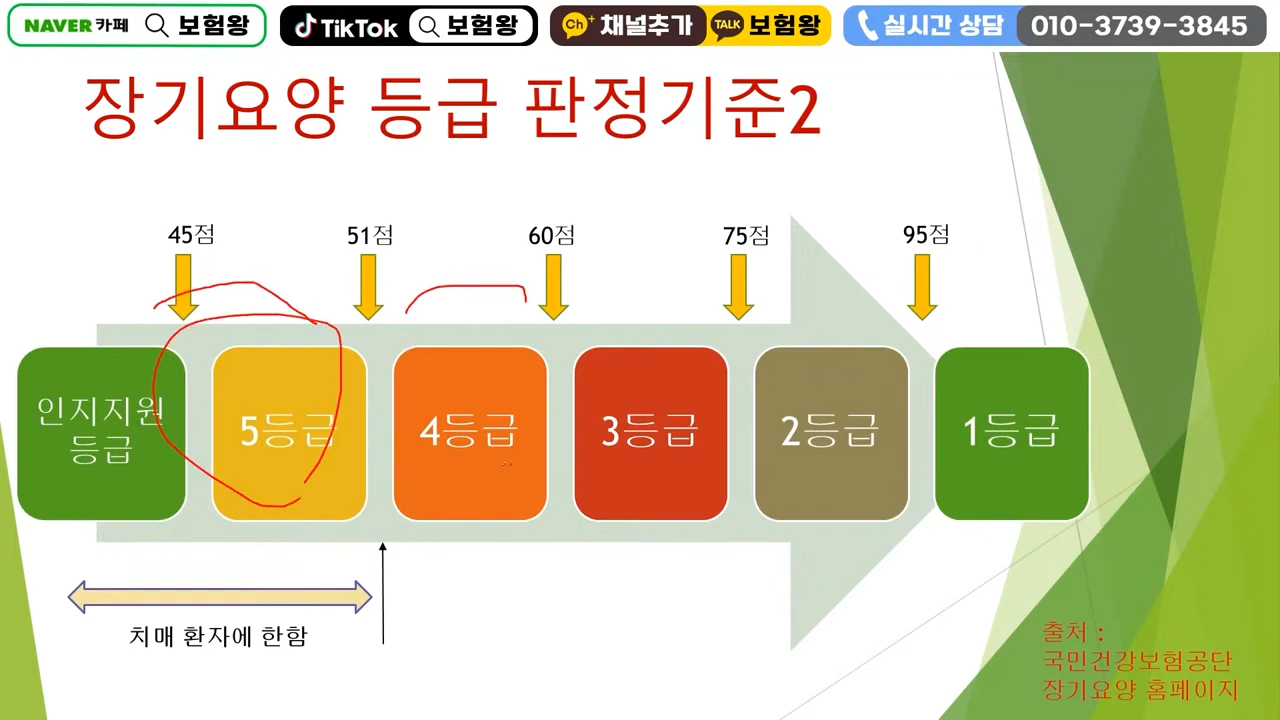 NAVER 카페 보험왕
TikTok 보험왕
Ch+ 채널추가 TALK 보험왕
실시간 상담 010-3739-3845
장기요양 등급 판정기준2
45점 51점 60점 75점 95점
인지지원
등급
5등급 4등급 3등급 2등급 1등급
치매 환자에 한함
출처 :
국민건강보험공단
장기요양 홈페이지